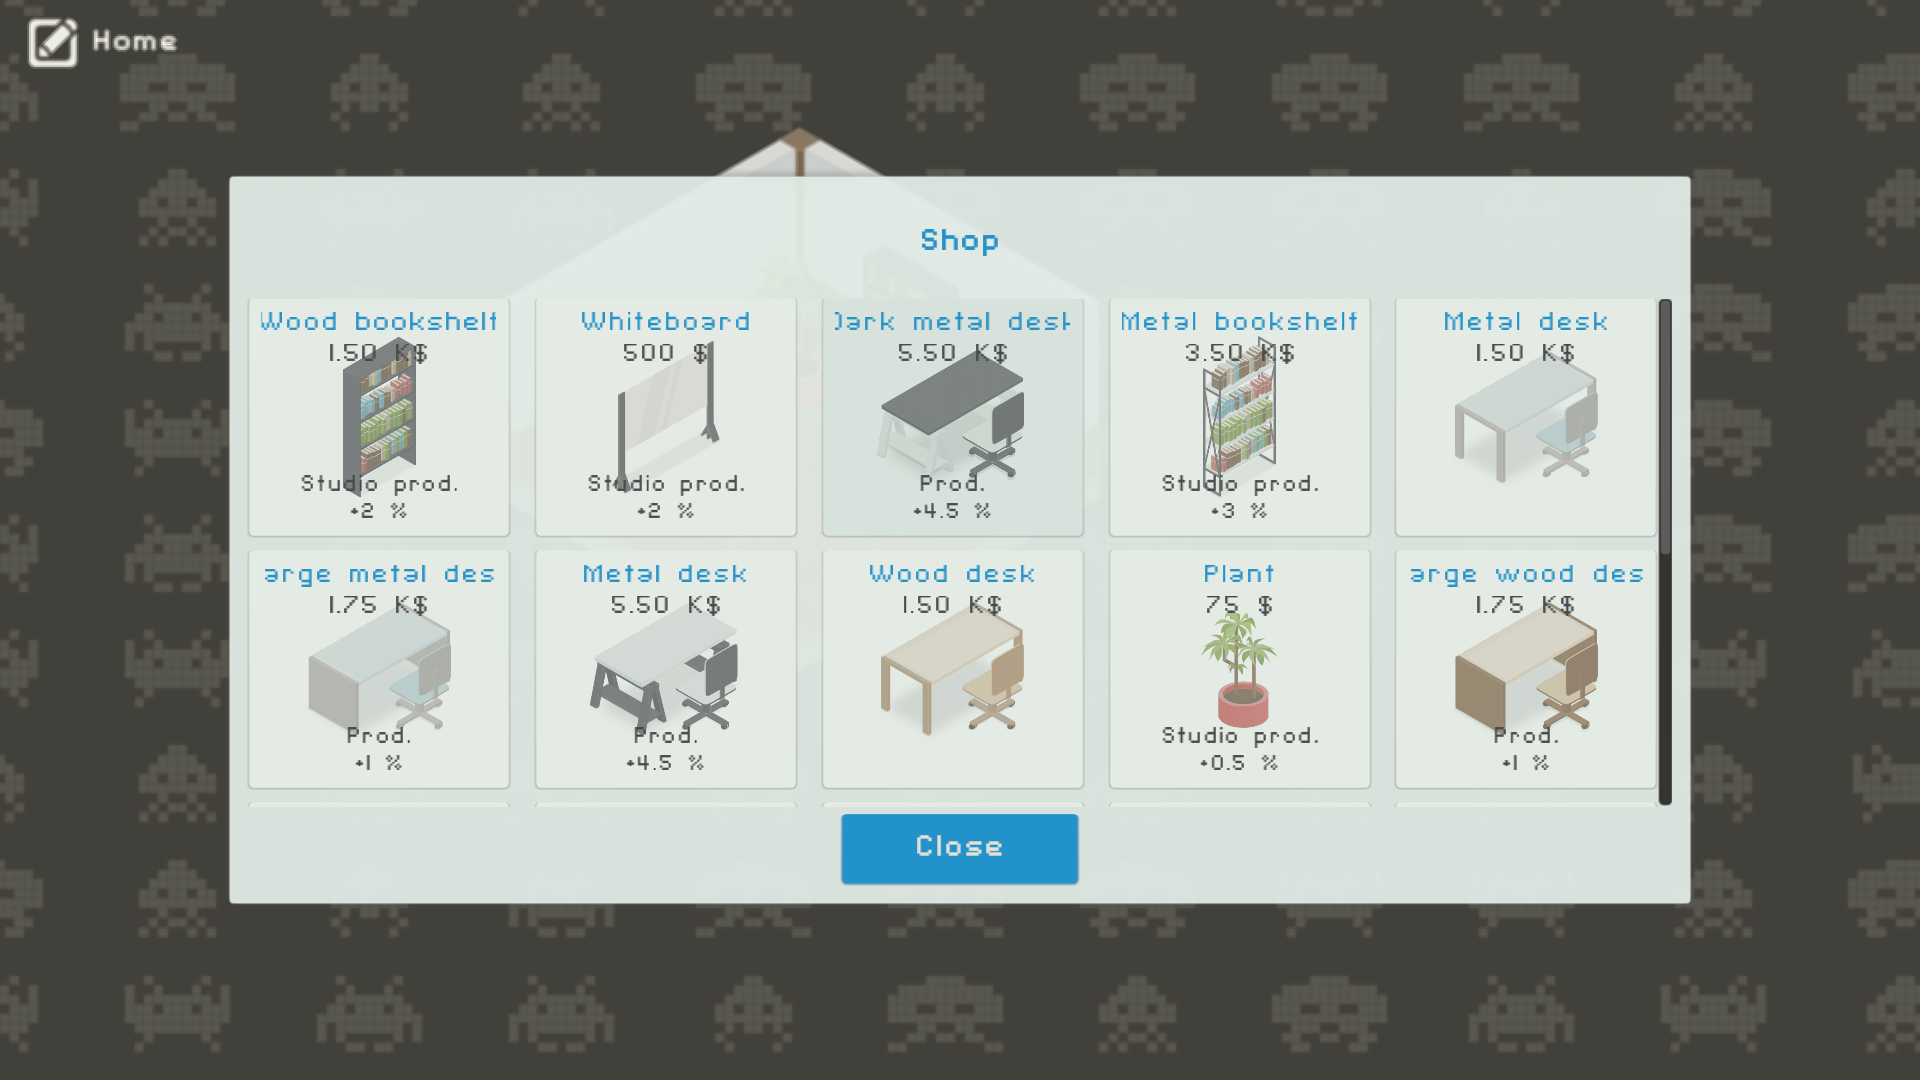 Home
Shop
Wood bookshelf
1.50 K$
Studio prod.
+2 %
Whiteboard
500 $
Studio prod.
+2 %
Dark metal desk
5.50 K$
Prod.
+4.5 %
Metal bookshelf
3.50 K$
Studio prod.
+3 %
Metal desk
1.50 K$
arge metal des
1.75 K$
Prod.
+1 %
Metal desk
5.50 K$
Prod.
+4.5 %
Wood desk
1.50 K$
Plant
75 $
Studio prod.
+0.5 %
arge wood des
1.75 K$
Prod.
+1 %
Close